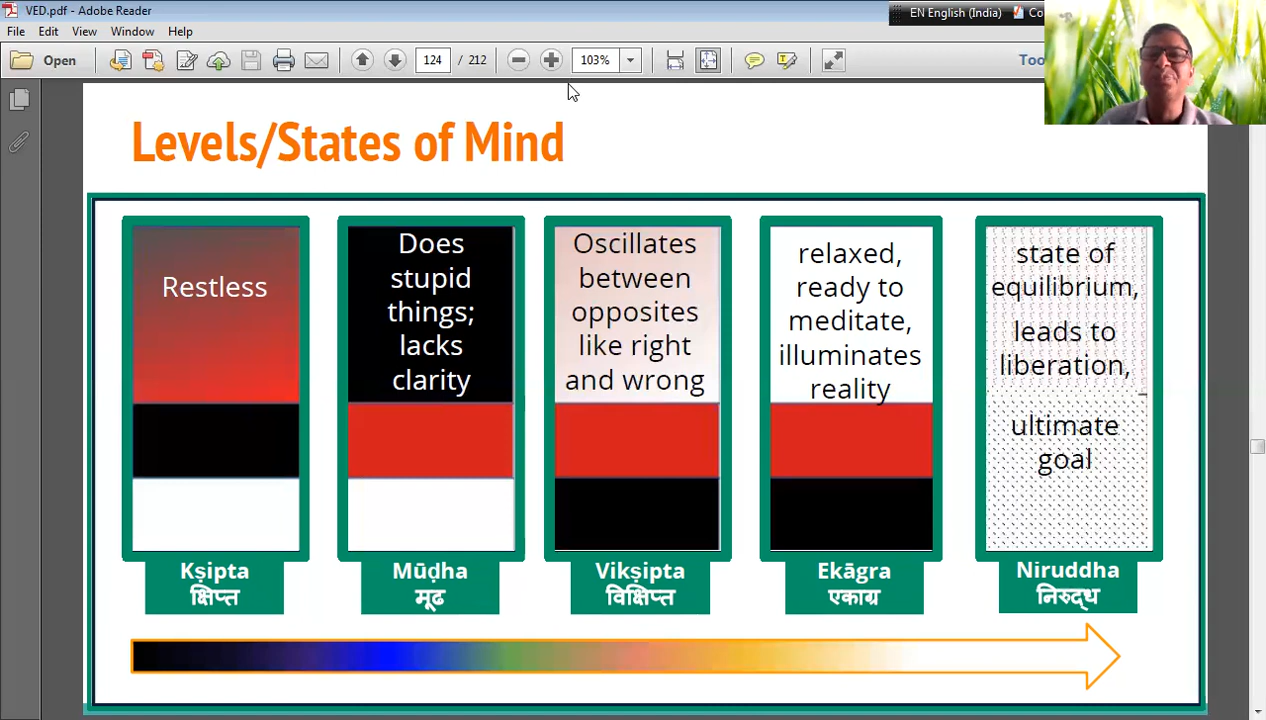 VED.pdf - Adobe Reader
EN English (India)
Co
File Edit View Window Help
Open
124 / 212
103%
Too
Levels/States of Mind
Restless
Does
stupid
things;
lacks
clarity
Oscillates
between
opposites
like right
and wrong
relaxed,
ready to
meditate,
illuminates
reality
state of
equilibrium,
leads to
liberation,
ultimate
goal
Kṣipta
क्षिप्त
Mūḍha
मूढ
Vikṣipta
विक्षिप्त
Ekāgra
एकाग्र
Niruddha
निरुद्ध